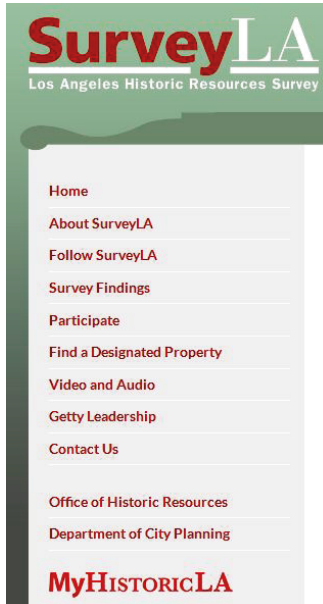 SurveyLA
Los Angeles Historic Resources Survey
Home
About SurveyLA
Follow SurveyLA
Survey Findings
Participate
Find a Designated Property
Video and Audio
Getty Leadership
Contact Us
Office of Historic Resources
Department of City Planning
MyHistoricLA